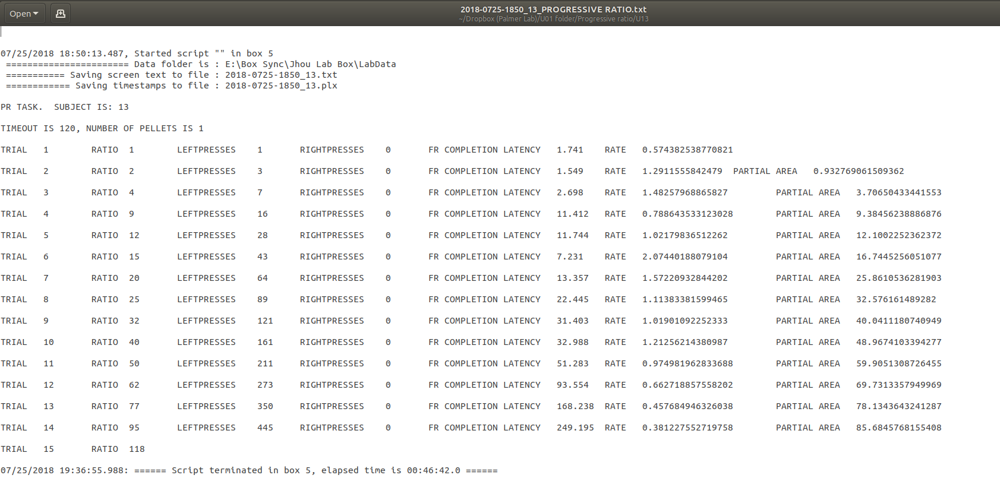 Open
2018-0725-1850_13_PROGRESSIVE RATIO.txt
~/Dropbox (Palmer Lab)/U01 folder/Progressive ratio/U13
07/25/2018 18:50:13.487, Started script "" in box 5
======================= Data folder is : E:\Box Sync\Jhou Lab Box\LabData
=========== Saving screen text to file : 2018-0725-1850_13.txt
============ Saving timestamps to file : 2018-0725-1850_13.plx
PR TASK.  SUBJECT IS: 13
TIMEOUT IS 120, NUMBER OF PELLETS IS 1
TRIAL 1 RATIO 1 LEFTPRESSES 1 RIGHTPRESSES 0 FR COMPLETION LATENCY 1.741 RATE 0.574382538770821
TRIAL 2 RATIO 2 LEFTPRESSES 3 RIGHTPRESSES 0 FR COMPLETION LATENCY 1.549 RATE 1.2911555842479 PARTIAL AREA 0.932769061509362
TRIAL 3 RATIO 4 LEFTPRESSES 7 RIGHTPRESSES 0 FR COMPLETION LATENCY 2.698 RATE 1.48257968865827 PARTIAL AREA 3.70650433441553
TRIAL 4 RATIO 9 LEFTPRESSES 16 RIGHTPRESSES 0 FR COMPLETION LATENCY 11.412 RATE 0.788643533123028 PARTIAL AREA 9.38456238886876
TRIAL 5 RATIO 12 LEFTPRESSES 28 RIGHTPRESSES 0 FR COMPLETION LATENCY 11.744 RATE 1.02179836512262 PARTIAL AREA 12.1002252362372
TRIAL 6 RATIO 15 LEFTPRESSES 43 RIGHTPRESSES 0 FR COMPLETION LATENCY 7.231 RATE 2.07440188079104 PARTIAL AREA 16.7445256051077
TRIAL 7 RATIO 20 LEFTPRESSES 64 RIGHTPRESSES 0 FR COMPLETION LATENCY 13.357 RATE 1.57220932844202 PARTIAL AREA 25.8610536281903
TRIAL 8 RATIO 25 LEFTPRESSES 89 RIGHTPRESSES 0 FR COMPLETION LATENCY 22.445 RATE 1.11383381599465 PARTIAL AREA 32.576161489282
TRIAL 9 RATIO 32 LEFTPRESSES 121 RIGHTPRESSES 0 FR COMPLETION LATENCY 31.403 RATE 1.01901092252333 PARTIAL AREA 40.0411180740949
TRIAL 10 RATIO 40 LEFTPRESSES 161 RIGHTPRESSES 0 FR COMPLETION LATENCY 32.988 RATE 1.21256214380987 PARTIAL AREA 48.9674103394277
TRIAL 11 RATIO 50 LEFTPRESSES 211 RIGHTPRESSES 0 FR COMPLETION LATENCY 51.283 RATE 0.974981962833688 PARTIAL AREA 59.9051308726455
TRIAL 12 RATIO 62 LEFTPRESSES 273 RIGHTPRESSES 0 FR COMPLETION LATENCY 93.554 RATE 0.662718857558202 PARTIAL AREA 69.7313357949969
TRIAL 13 RATIO 77 LEFTPRESSES 350 RIGHTPRESSES 0 FR COMPLETION LATENCY 168.238 RATE 0.457684946326038 PARTIAL AREA 78.1343643241287
TRIAL 14 RATIO 95 LEFTPRESSES 445 RIGHTPRESSES 0 FR COMPLETION LATENCY 249.195 RATE 0.381227552719758 PARTIAL AREA 85.6845768155408
TRIAL 15 RATIO 118
07/25/2018 19:36:55.988: ====== Script terminated in box 5, elapsed time is 00:46:42.0 ======